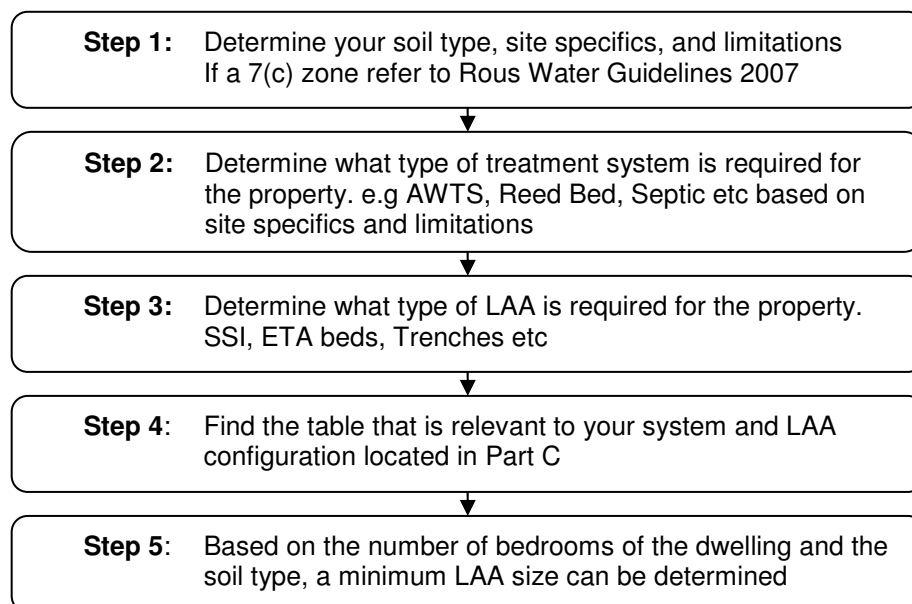 Step 1: Determine your soil type, site specifics, and limitations
If a 7(c) zone refer to Rous Water Guidelines 2007
Step 2: Determine what type of treatment system is required for
the property. e.g AWTS, Reed Bed, Septic etc based on
site specifics and limitations
Step 3: Determine what type of LAA is required for the property.
SSI, ETA beds, Trenches etc
Step 4: Find the table that is relevant to your system and LAA
configuration located in Part C
Step 5: Based on the number of bedrooms of the dwelling and the
soil type, a minimum LAA size can be determined